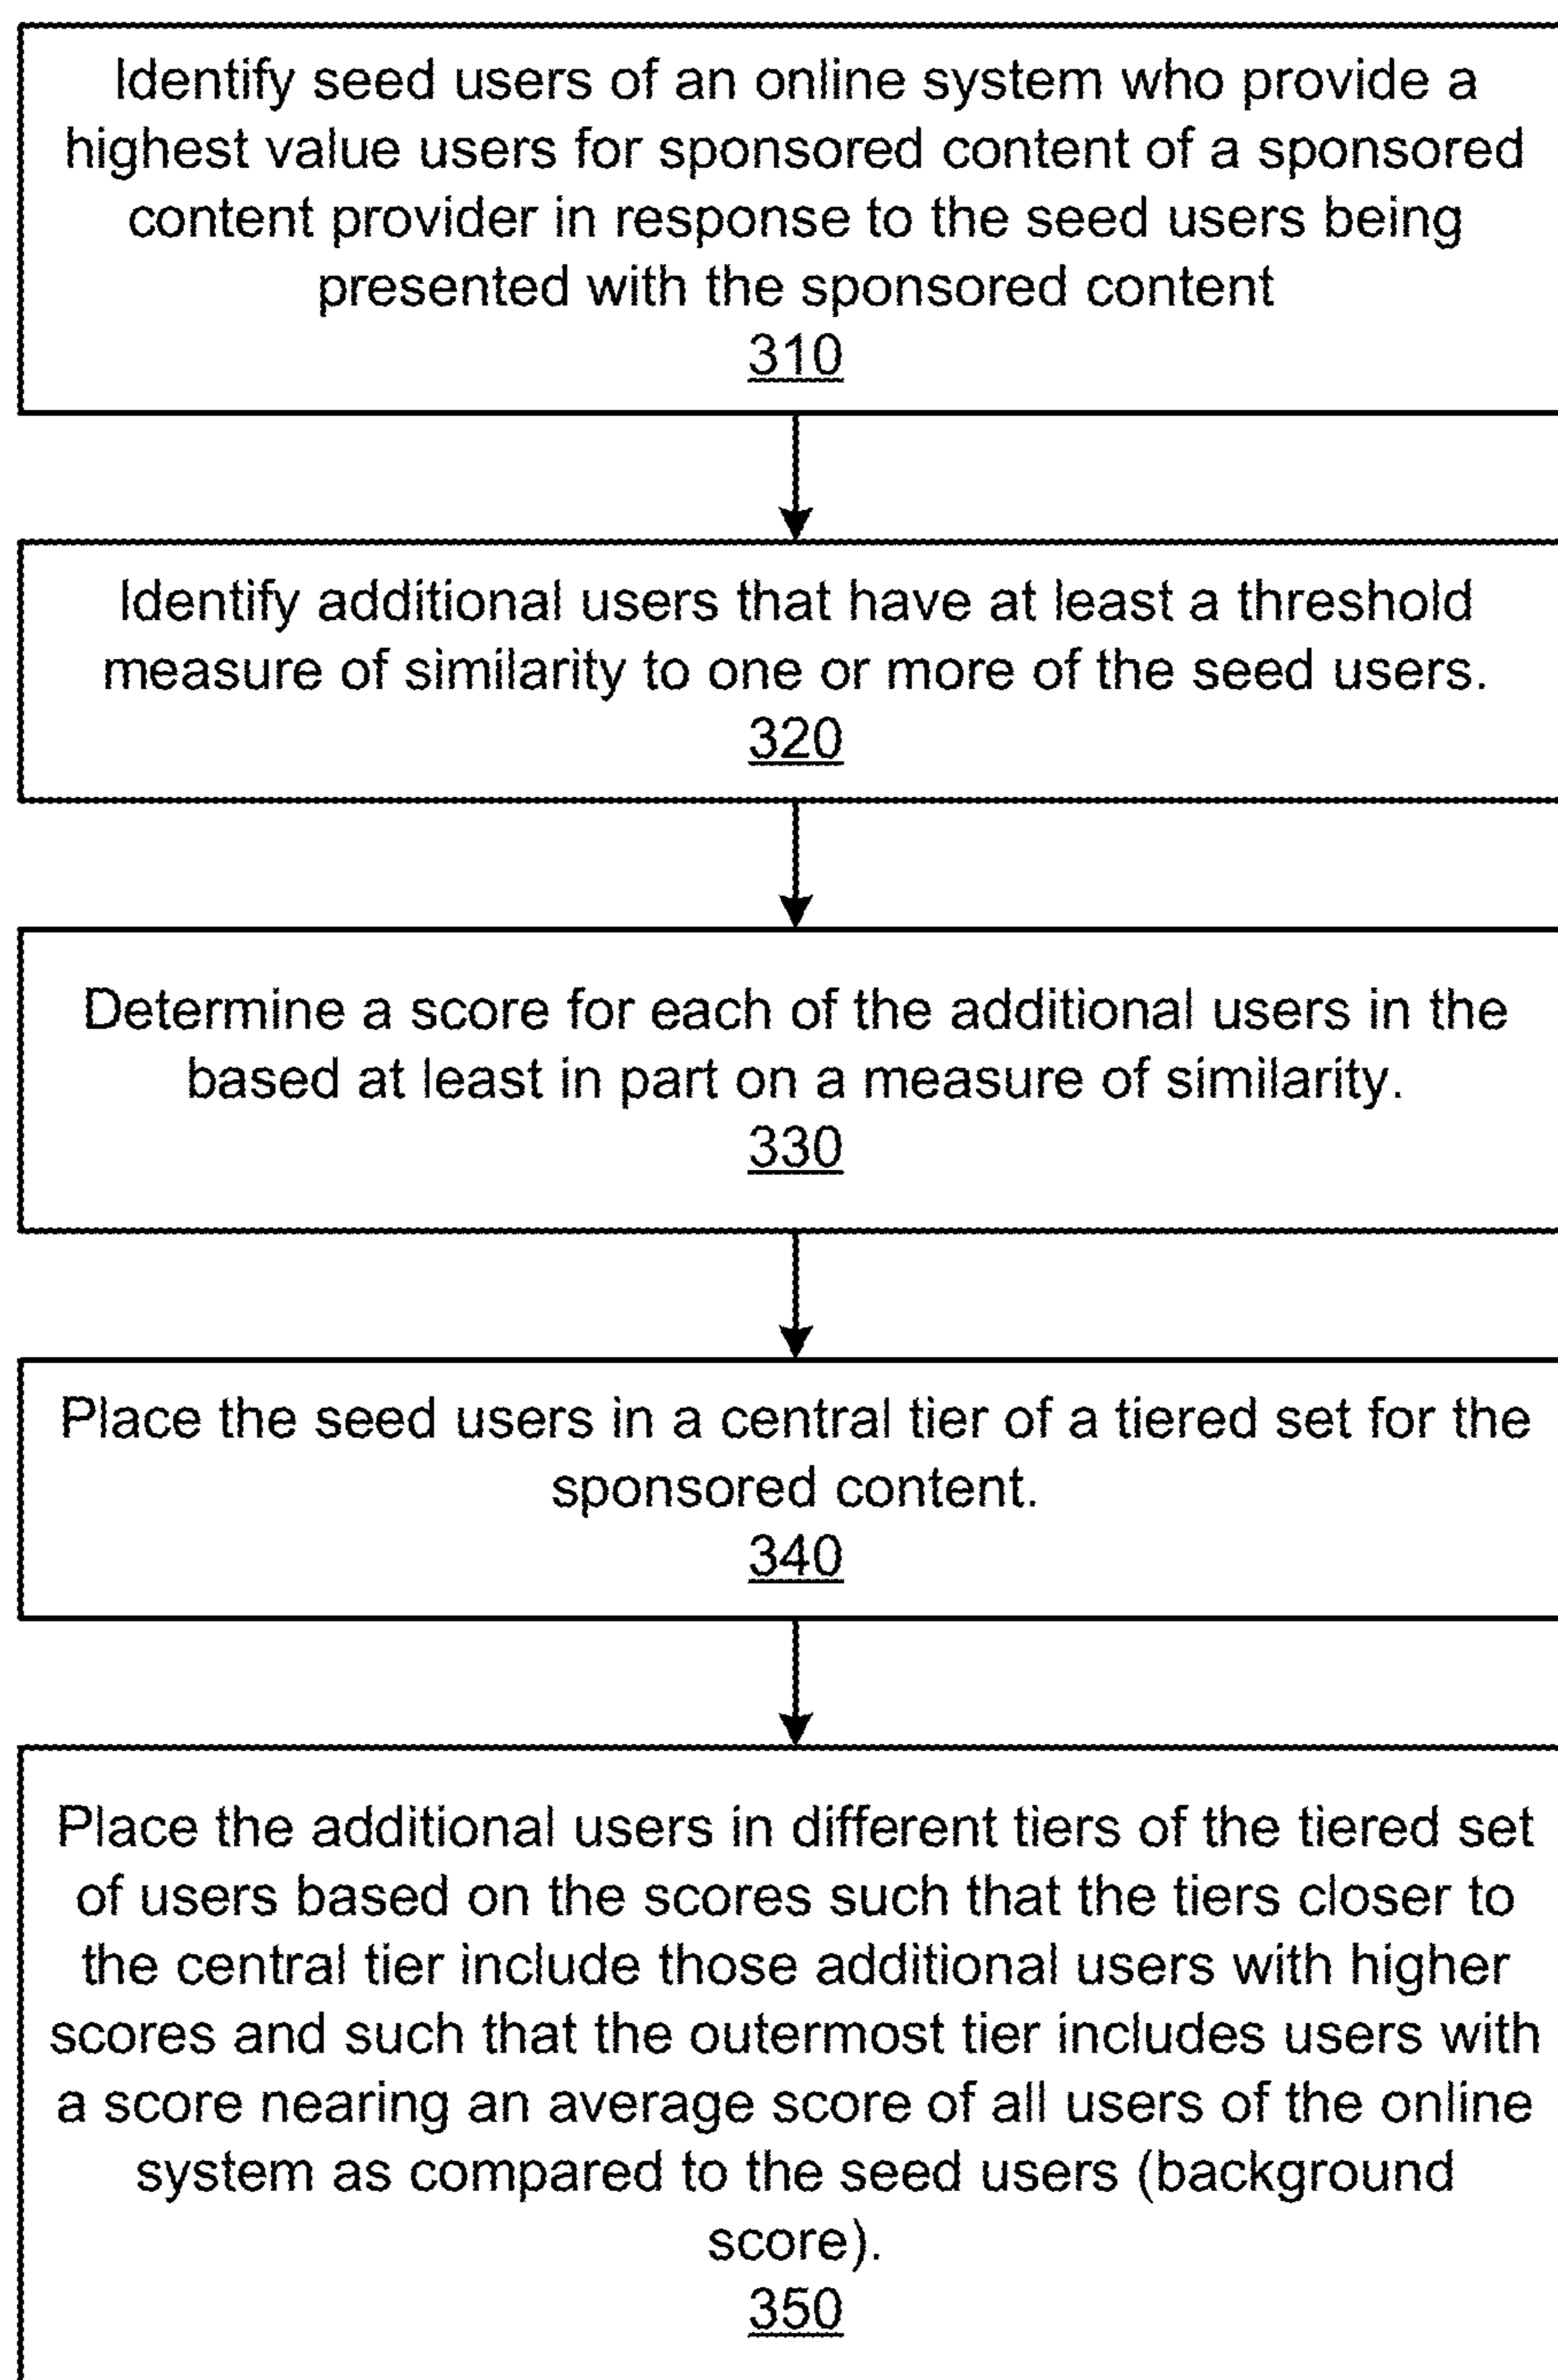 Identify seed users of an online system who provide a
highest value users for sponsored content of a sponsored
content provider in response to the seed users being
presented with the sponsored content
310
Identify additional users that have at least a threshold
measure of similarity to one or more of the seed users.
320
Determine a score for each of the additional users in the
based at least in part on a measure of similarity.
330
Place the seed users in a central tier of a tiered set for the
sponsored content.
340
Place the additional users in different tiers of the tiered set
of users based on the scores such that the tiers closer to
the central tier include those additional users with higher
scores and such that the outermost tier includes users with
a score nearing an average score of all users of the online
system as compared to the seed users (background
score).
350